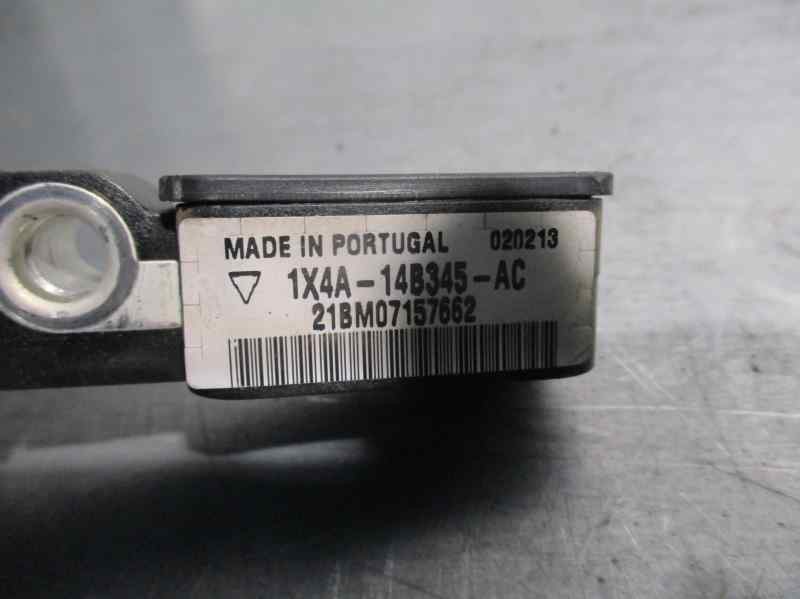 MADE IN PORTUGAL 020213
1X4A-14B345-AC
21BM07157662